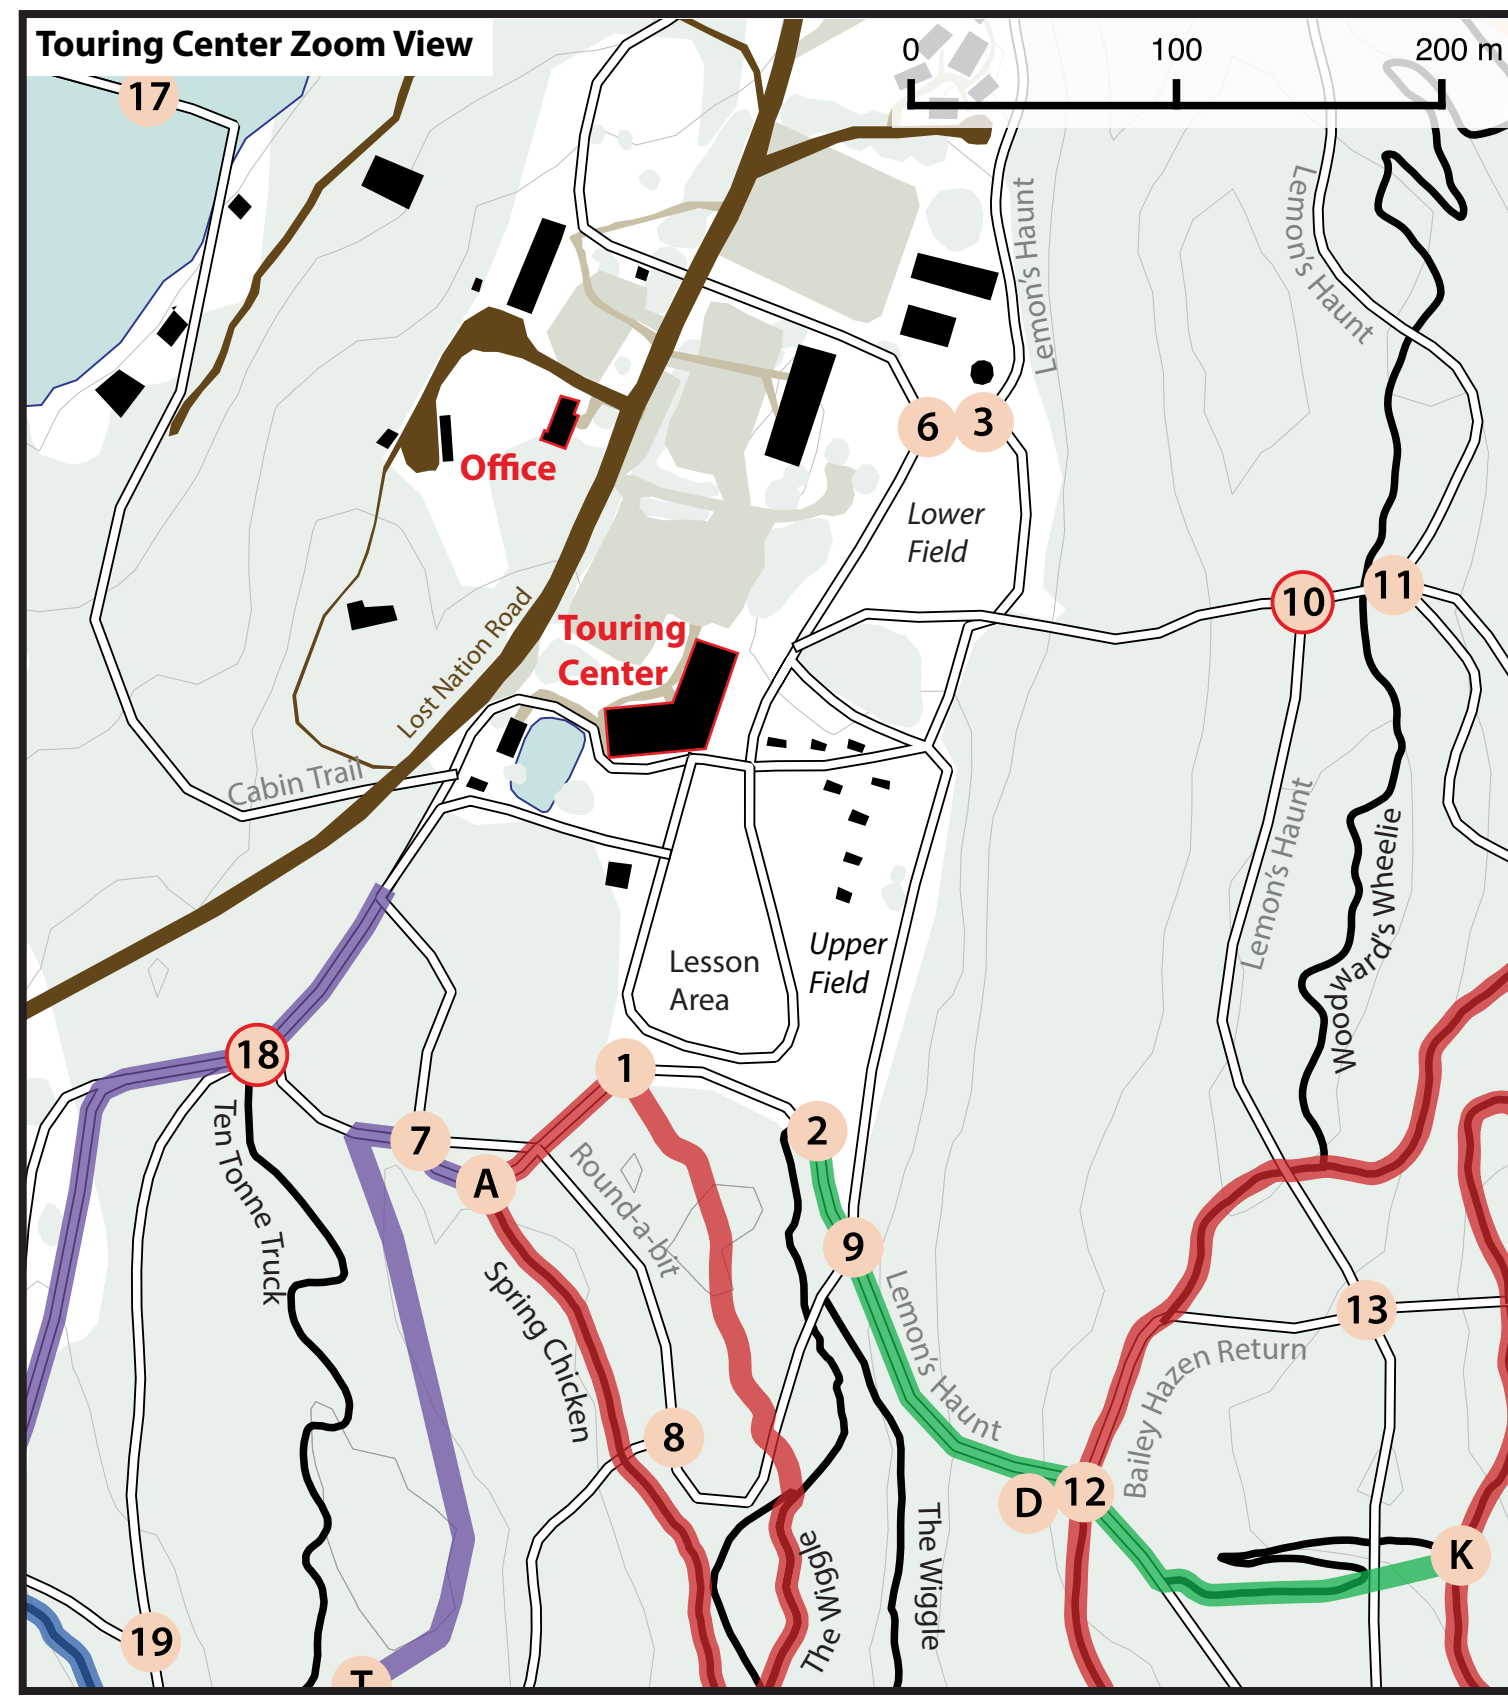 Touring Center Zoom View
0 100 200 m
17
Lemon's Haunt
Lemon's Haunt
6
3
Office
Lower
Field
10
11
Touring
Center
Lost Nation Road
Cabin Trail
Lemon's Haunt
Woodward's Wheelie
Lesson
Area
Upper
Field
18
1
2
7
A
Ten Tonne Truck
Round-a-bit
9
Spring Chicken
Lemon's Haunt
13
Bailey Hazen Return
8
D
12
K
The Wiggle
The Wiggle
19
T